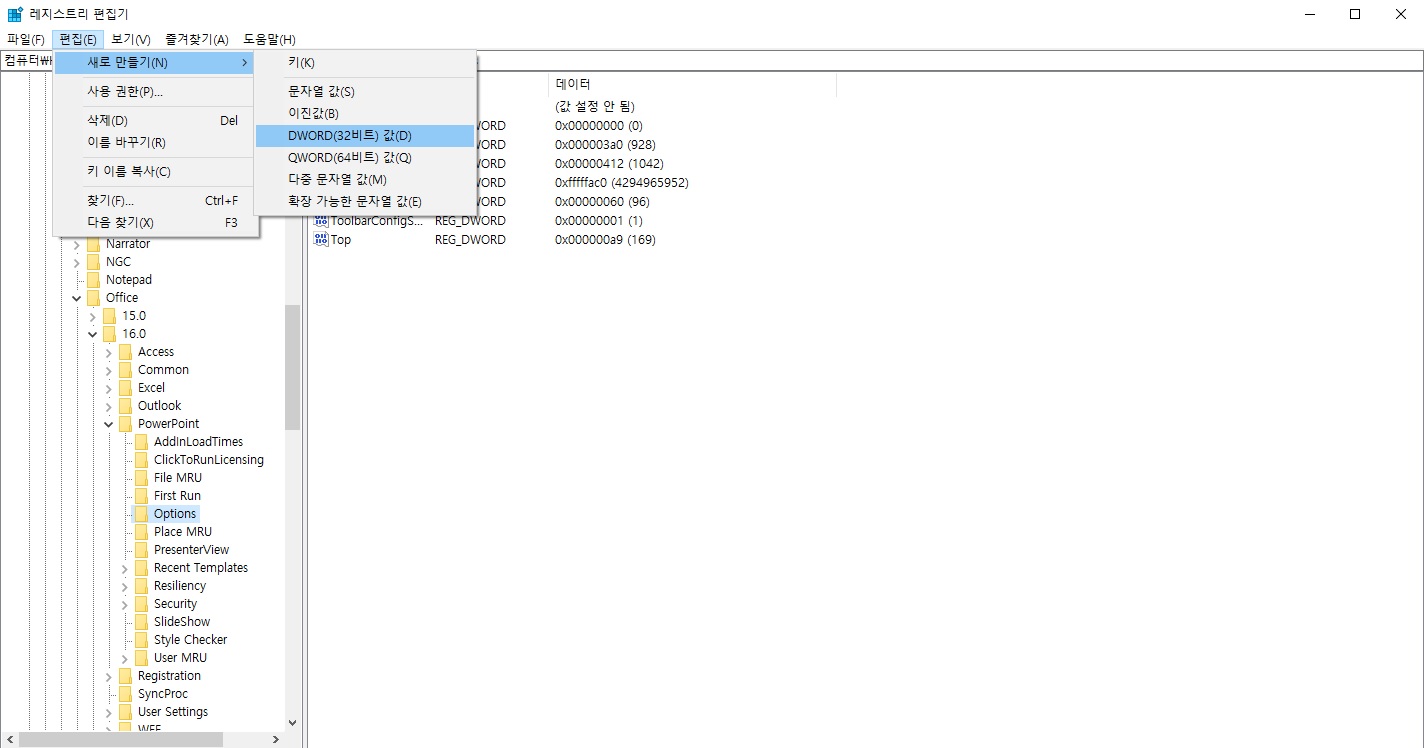 레지스트리 편집기
파일(F) 편집(E) 보기(V) 즐겨찾기(A) 도움말(H)
컴퓨터₩H
새로 만들기(N)
사용 권한(P)...
삭제(D) Del
이름 바꾸기(R)
키 이름 복사(C)
찾기(F)... Ctrl+F
다음 찾기(X) F3
키(K)
문자열 값(S)
이진값(B)
DWORD(32비트) 값(D)
QWORD(64비트) 값(Q)
다중 문자열 값(M)
확장 가능한 문자열 값(E)
데이터
(값 설정 안 됨)
WORD 0x00000000 (0)
WORD 0x000003a0 (928)
WORD 0x00000412 (1042)
WORD 0xfffffac0 (4294965952)
WORD 0x00000060 (96)
ToolbarConfigS... REG_DWORD 0x00000001 (1)
Top REG_DWORD 0x000000a9 (169)
Narrator
NGC
Notepad
Office
15.0
16.0
Access
Common
Excel
Outlook
PowerPoint
AddInLoadTimes
ClickToRunLicensing
File MRU
First Run
Options
Place MRU
PresenterView
Recent Templates
Resiliency
Security
SlideShow
Style Checker
User MRU
Registration
SyncProc
User Settings
WEF